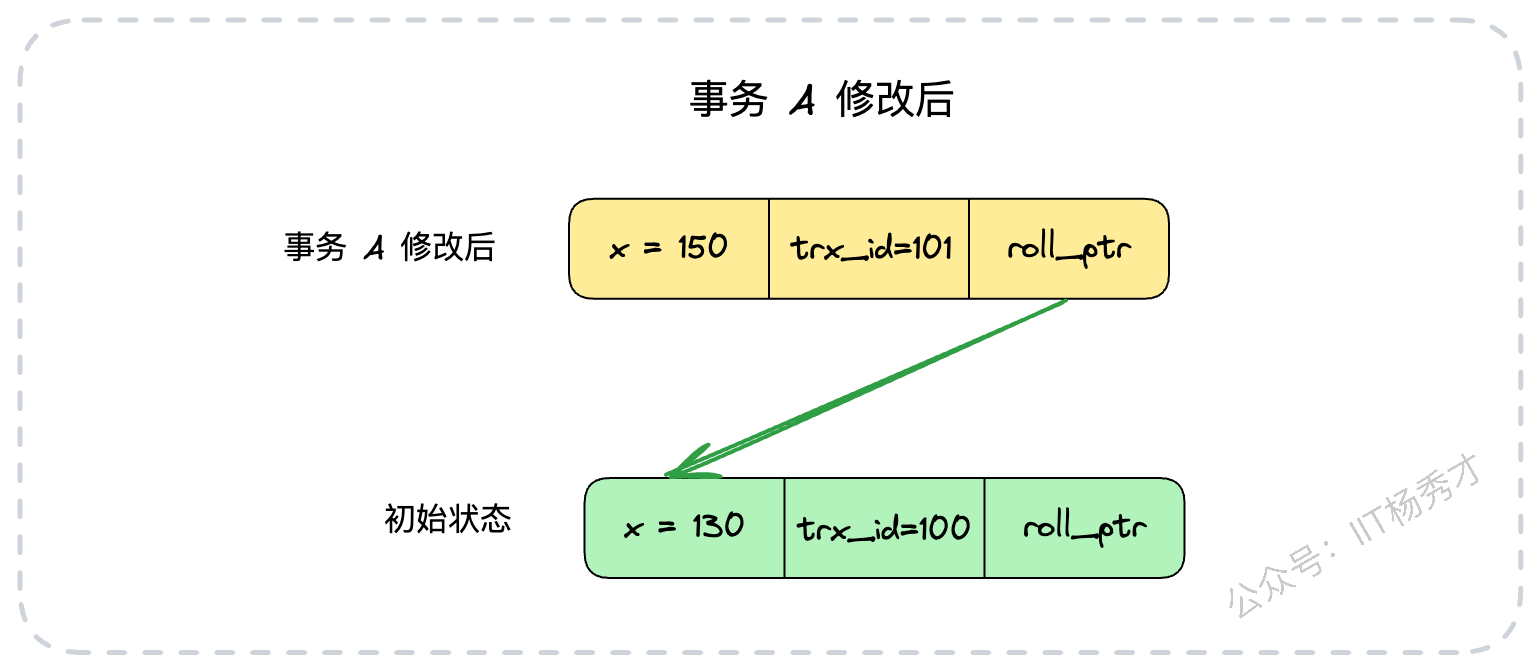 事务 A 修改后
事务 A 修改后
x = 150
trx_id=101
roll_ptr
初始状态
x = 130
trx_id=100
roll_ptr
公众号：IIT杨秀才